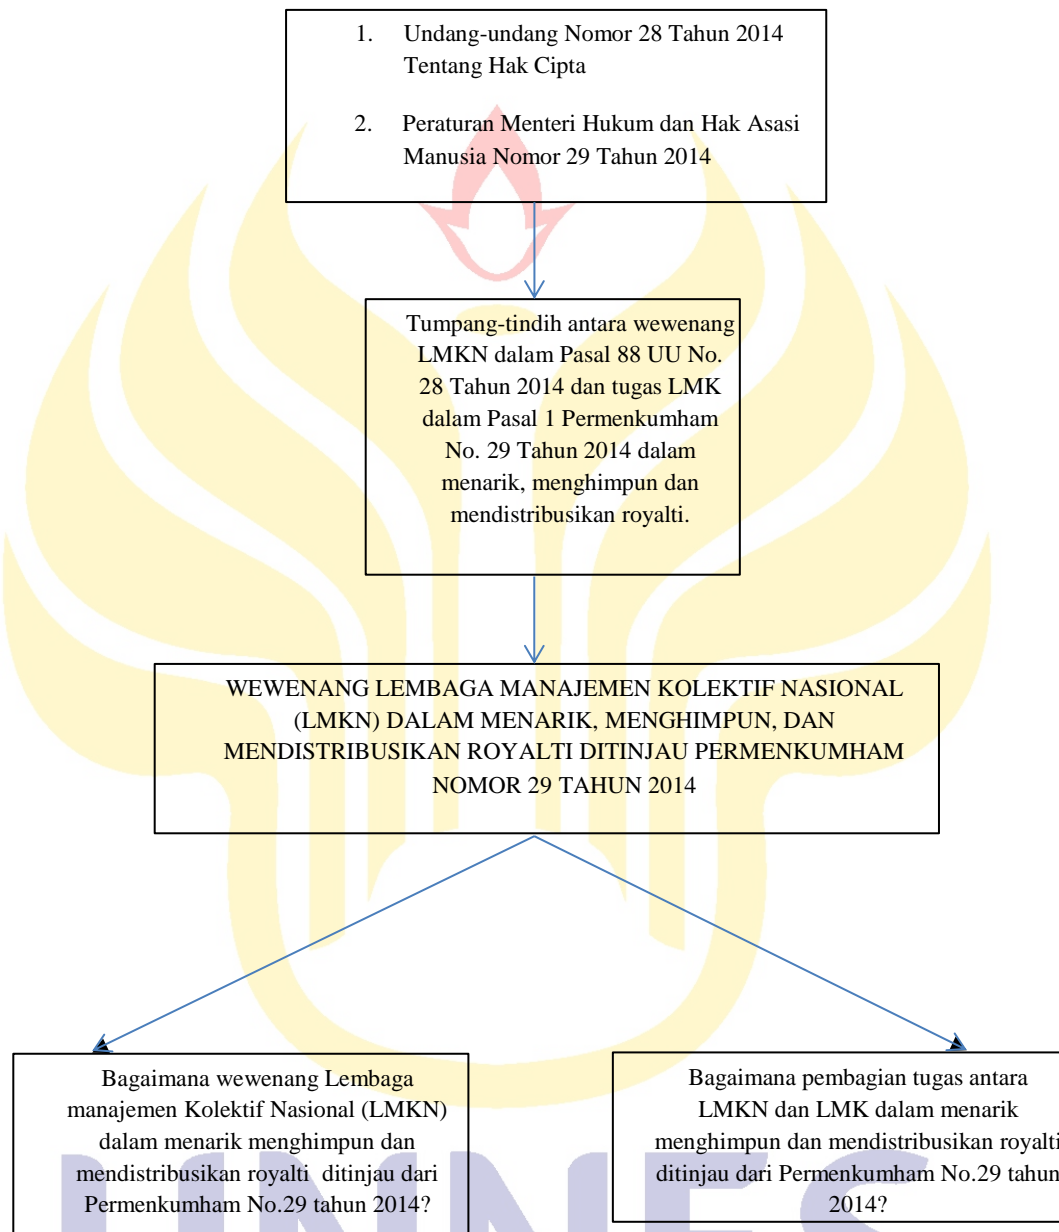 1. Undang-undang Nomor 28 Tahun 2014
Tentang Hak Cipta
2. Peraturan Menteri Hukum dan Hak Asasi
Manusia Nomor 29 Tahun 2014
Tumpang-tindih antara wewenang
LMKN dalam Pasal 88 UU No.
28 Tahun 2014 dan tugas LMK
dalam Pasal 1 Permenkumham
No. 29 Tahun 2014 dalam
menarik, menghimpun dan
mendistribusikan royalti.
WEWENANG LEMBAGA MANAJEMEN KOLEKTIF NASIONAL
(LMKN) DALAM MENARIK, MENGHIMPUN, DAN
MENDISTRIBUSIKAN ROYALTI DITINJAU PERMENKUMHAM
NOMOR 29 TAHUN 2014
Bagaimana wewenang Lembaga
manajemen Kolektif Nasional (LMKN)
dalam menarik menghimpun dan
mendistribusikan royalti ditinjau dari
Permenkumham No.29 tahun 2014?
Bagaimana pembagian tugas antara
LMKN dan LMK dalam menarik
menghimpun dan mendistribusikan royalti
ditinjau dari Permenkumham No.29 tahun
2014?
UNNES